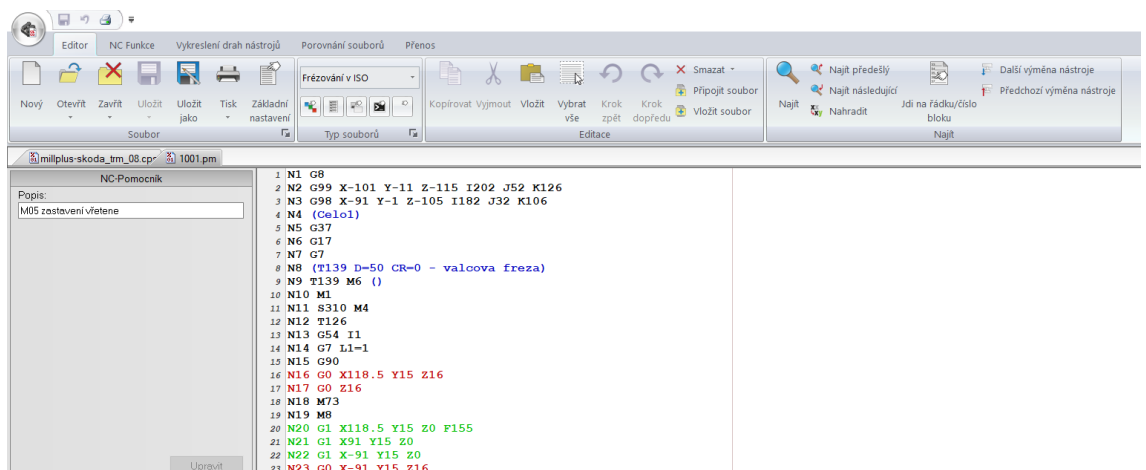 Editor NC Funkce Vykreslení drah nástrojů Porovnání souborů Přenos
Nový Otevřít Zavřít Uložit Uložit jako Tisk Základní nastavení
Soubor
Frézování v ISO
Typ souborů
Kopírovat Vyjmout Vložit Vybrat vše Krok zpět Krok dopředu
Smazat
Připojit soubor
Vložit soubor
Editace
Najít
Najít předešlý
Najít následující
Nahradit
Jdi na řádku/číslo bloku
Další výměna nástroje
Předchozí výměna nástroje
Najít
millplus-skoda_trm_08.cpr 1001.pm
NC-Pomocník
Popis:
M05 zastavení vřetene
Upravit
1 N1 G8
2 N2 G99 X-101 Y-11 Z-115 I202 J52 K126
3 N3 G98 X-91 Y-1 Z-105 I182 J32 K106
4 N4 (Celo1)
5 N5 G37
6 N6 G17
7 N7 G7
8 N8 (T139 D=50 CR=0 - valcova freza)
9 N9 T139 M6 ()
10 N10 M1
11 N11 S310 M4
12 N12 T126
13 N13 G54 I1
14 N14 G7 L1=1
15 N15 G90
16 N16 G0 X118.5 Y15 Z16
17 N17 G0 Z16
18 N18 M73
19 N19 M8
20 N20 G1 X118.5 Y15 Z0 F155
21 N21 G1 X91 Y15 Z0
22 N22 G1 X-91 Y15 Z0
23 N23 G0 X-91 Y15 Z16